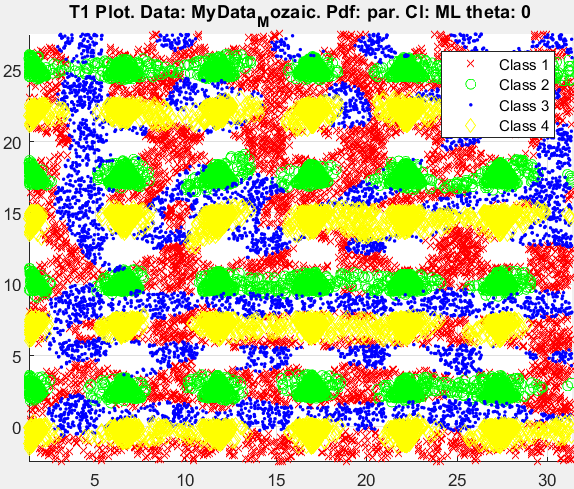 T1 Plot. Data: MyData_Mozaic. Pdf: par. Cl: ML theta: 0
Class 1
Class 2
Class 3
Class 4
25
20
15
10
5
0
5 10 15 20 25 30